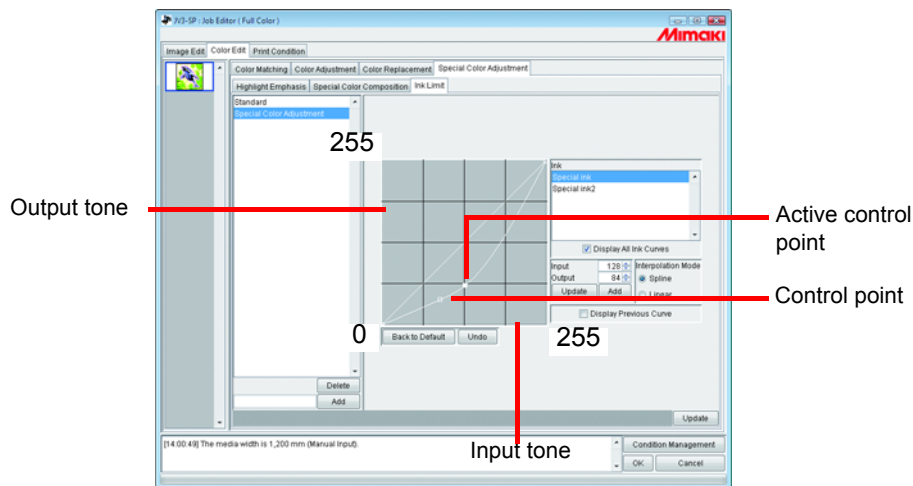 JV3-SP : Job Editor ( Full Color )
Mimaki
Image Edit Color Edit Print Condition
Color Matching Color Adjustment Color Replacement Special Color Adjustment
Highlight Emphasis Special Color Composition Ink Limit
Standard
Special Color Adjustment
255
Ink
Special ink
Special ink2
Output tone
Active control
point
Display All Ink Curves
Input 128 Interpolation Mode
Output 84 Spline
Update Add Linear
Control point
Display Previous Curve
0
255
Back to Default Undo
Delete
Add
Update
[14:00:49] The media width is 1,200 mm (Manual Input).
Input tone
Condition Management
OK Cancel